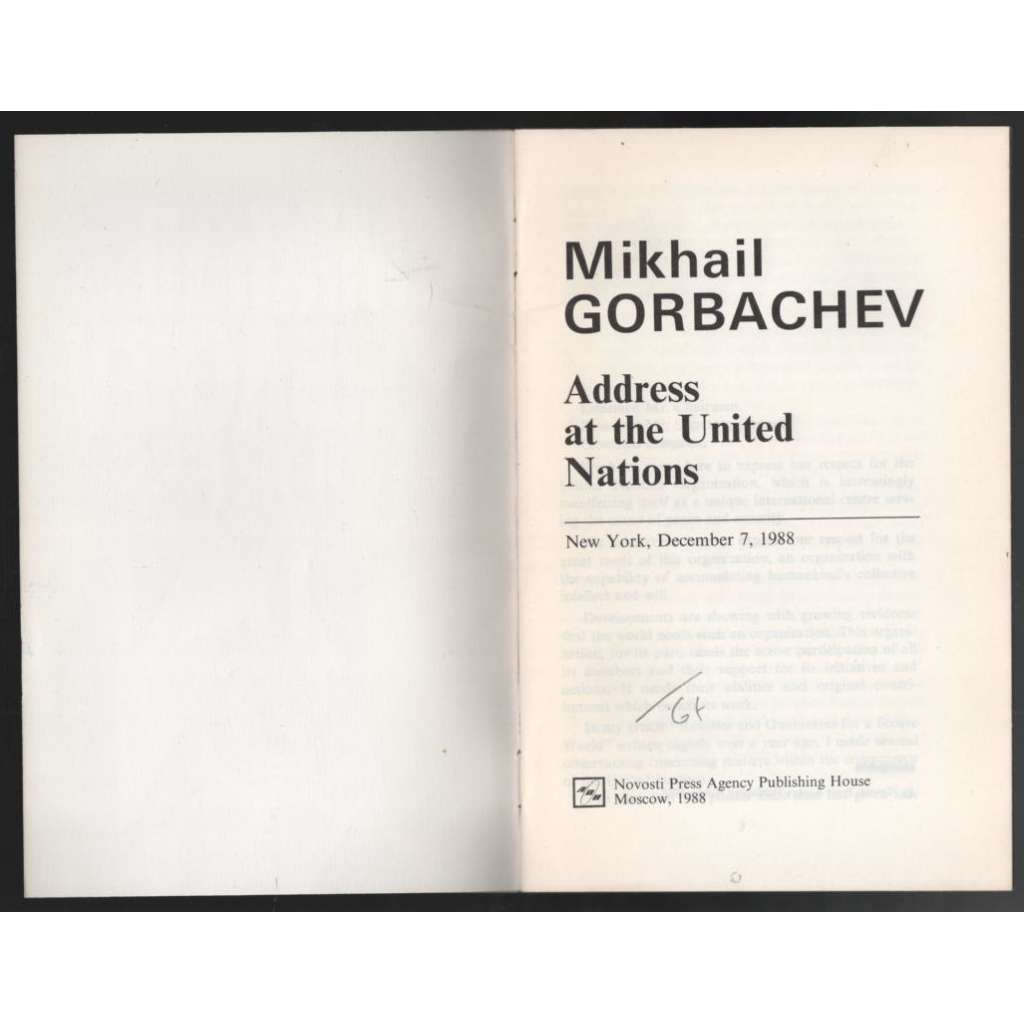 Mikhail
GORBACHEV
Address
at the United
Nations
New York, December 7, 1988
Novosti Press Agency Publishing House
Moscow, 1988